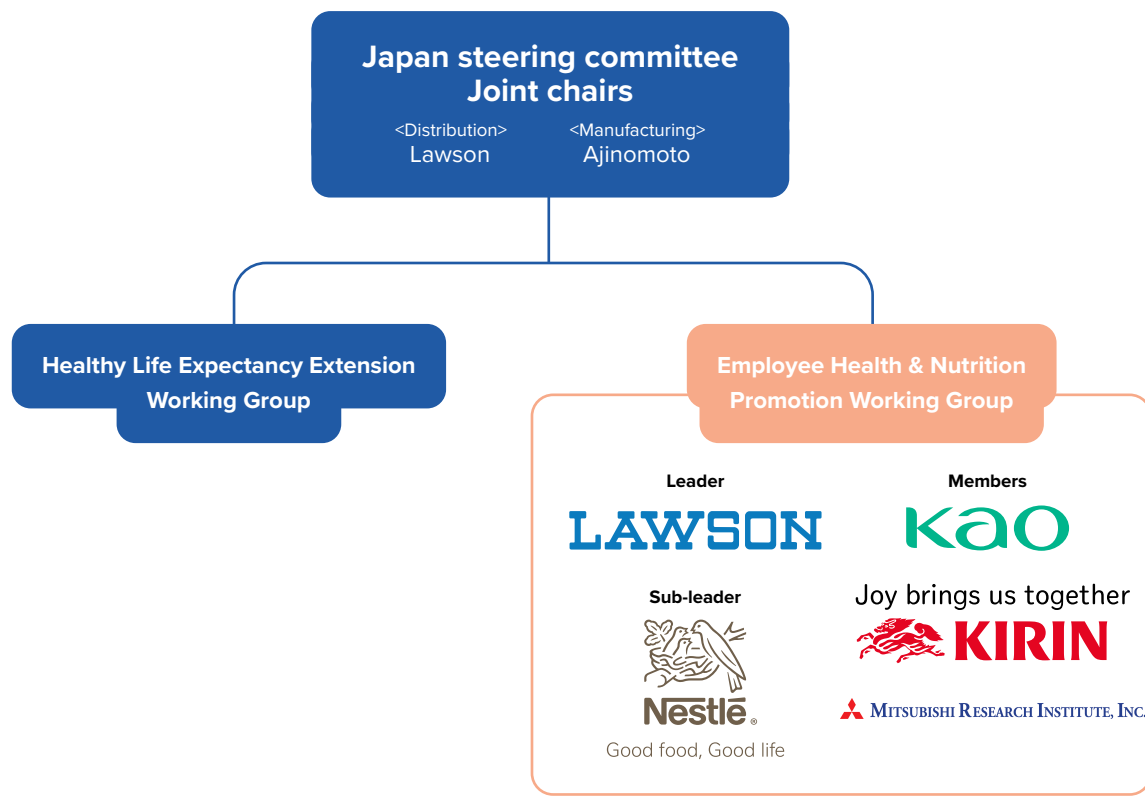 Japan steering committee
Joint chairs
<Distribution>
Lawson
<Manufacturing>
Ajinomoto
Healthy Life Expectancy Extension
Working Group
Employee Health & Nutrition
Promotion Working Group
Leader
LAWSON
Sub-leader
Nestlé®
Good food, Good life
Members
Kao
Joy brings us together
KIRIN
MITSUBISHI RESEARCH INSTITUTE, INC.